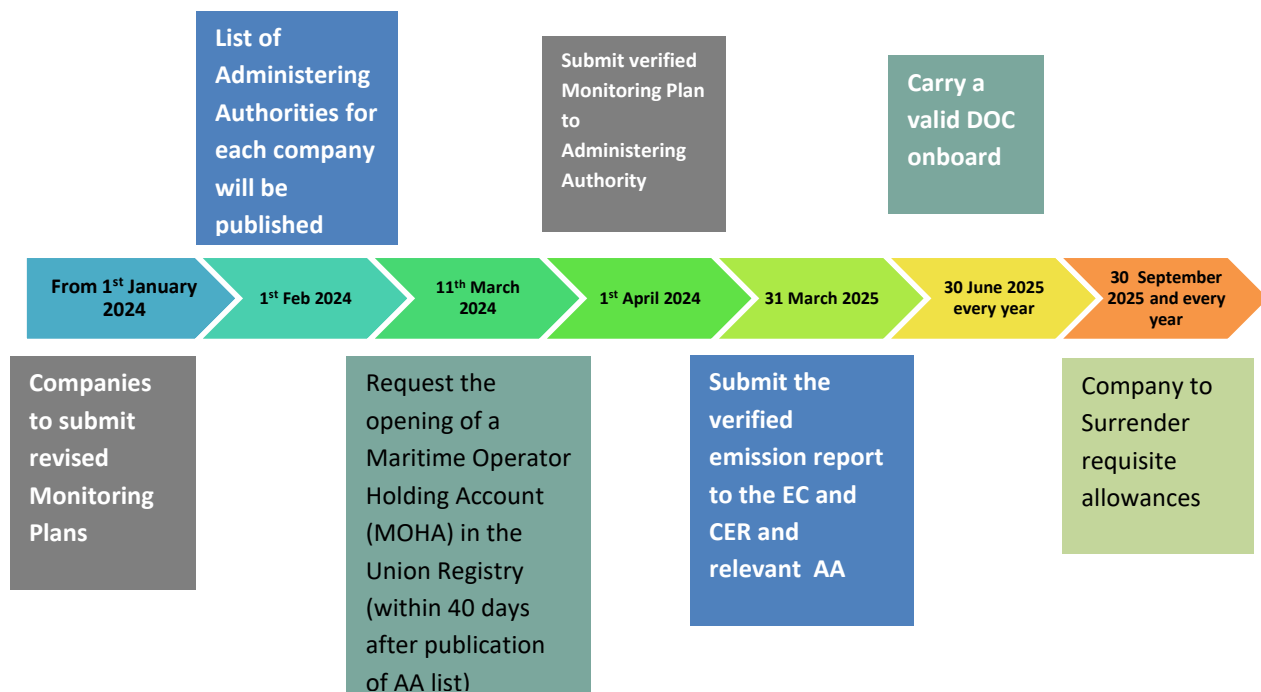 List of
Administering
Authorities for
each company
will be
published
Submit verified
Monitoring Plan
to
Administering
Authority
Carry a
valid DOC
onboard
From 1st January
2024
1st Feb 2024
11th March
2024
1st April 2024
31 March 2025
30 June 2025
every year
30 September
2025 and every
year
Companies
to submit
revised
Monitoring
Plans
Request the
opening of a
Maritime Operator
Holding Account
(MOHA) in the
Union Registry
(within 40 days
after publication
of AA list)
Submit the
verified
emission report
to the EC and
CER and
relevant AA
Company to
Surrender
requisite
allowances